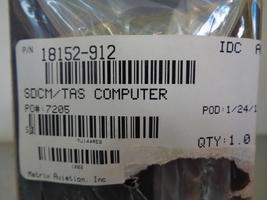 P/N 18152-912
IDC A
SDCM/TAS COMPUTER
PO#: 7205
POD: 1/24/1
S
QTY: 1.0
Matrix Aviation, Inc